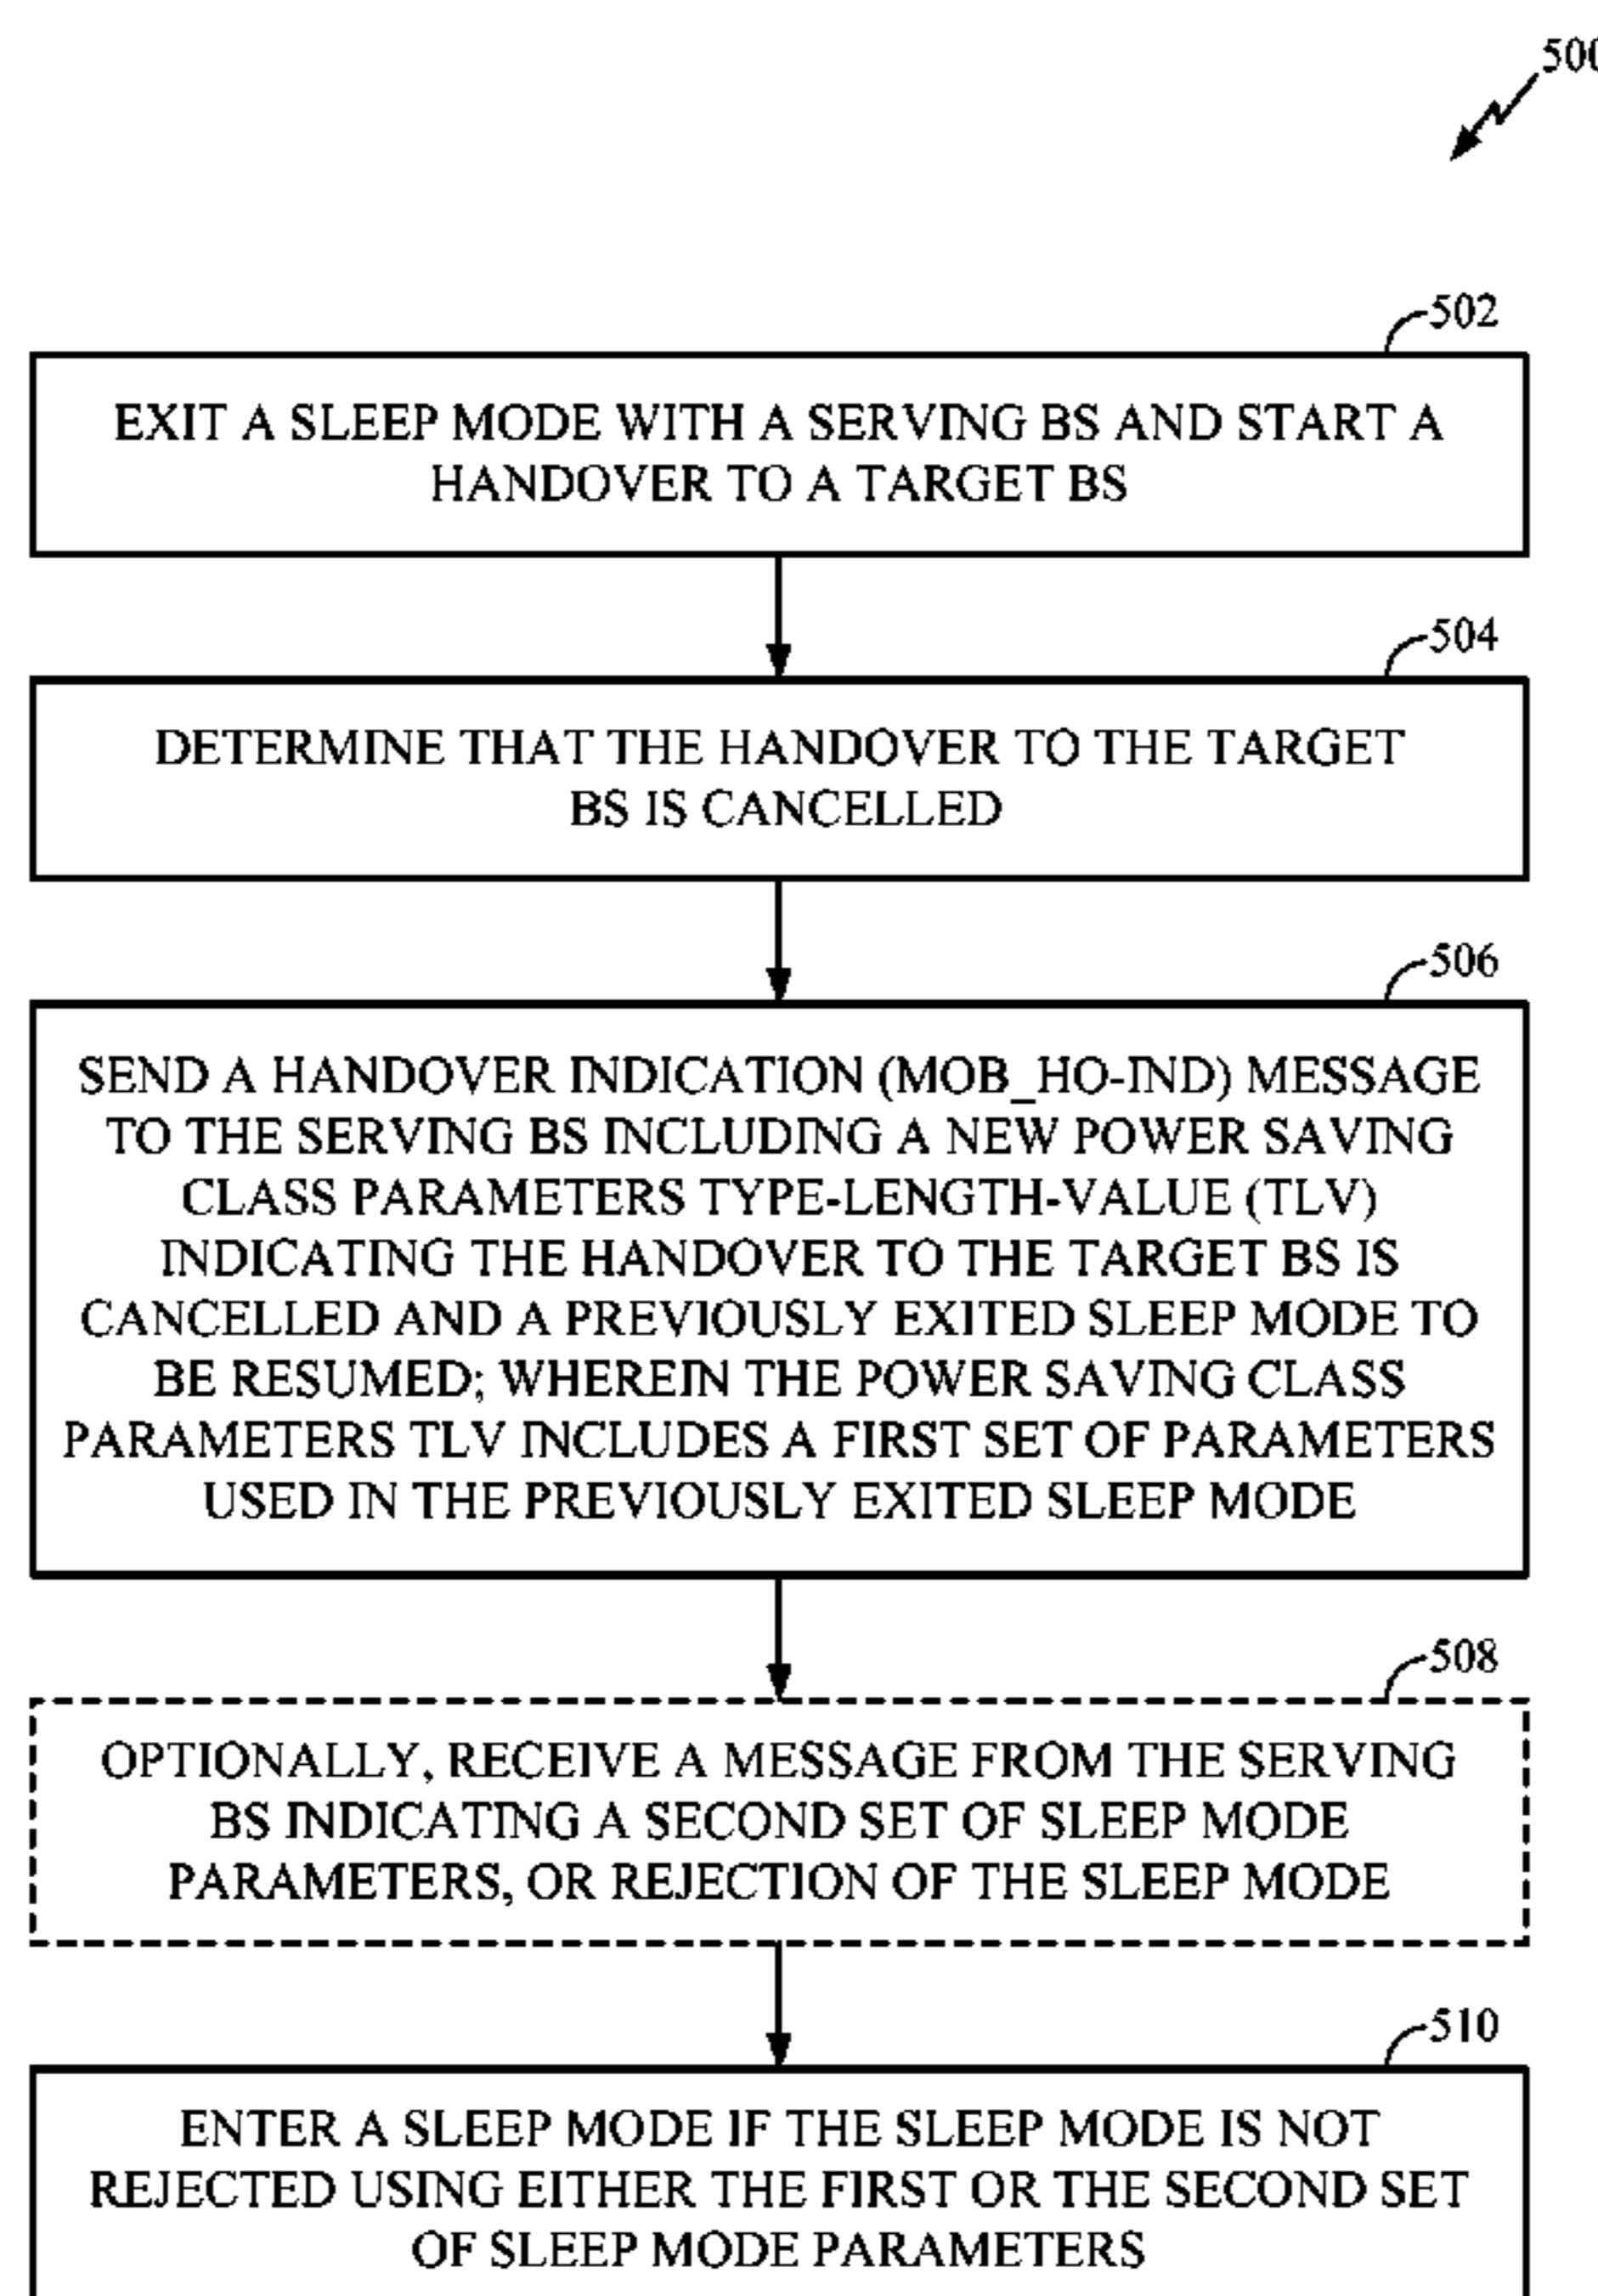 500
502
EXIT A SLEEP MODE WITH A SERVING BS AND START A
HANDOVER TO A TARGET BS
504
DETERMINE THAT THE HANDOVER TO THE TARGET
BS IS CANCELLED
506
SEND A HANDOVER INDICATION (MOB_HO-IND) MESSAGE
TO THE SERVING BS INCLUDING A NEW POWER SAVING
CLASS PARAMETERS TYPE-LENGTH-VALUE (TLV)
INDICATING THE HANDOVER TO THE TARGET BS IS
CANCELLED AND A PREVIOUSLY EXITED SLEEP MODE TO
BE RESUMED; WHEREIN THE POWER SAVING CLASS
PARAMETERS TLV INCLUDES A FIRST SET OF PARAMETERS
USED IN THE PREVIOUSLY EXITED SLEEP MODE
508
OPTIONALLY, RECEIVE A MESSAGE FROM THE SERVING
BS INDICATING A SECOND SET OF SLEEP MODE
PARAMETERS, OR REJECTION OF THE SLEEP MODE
510
ENTER A SLEEP MODE IF THE SLEEP MODE IS NOT
REJECTED USING EITHER THE FIRST OR THE SECOND SET
OF SLEEP MODE PARAMETERS